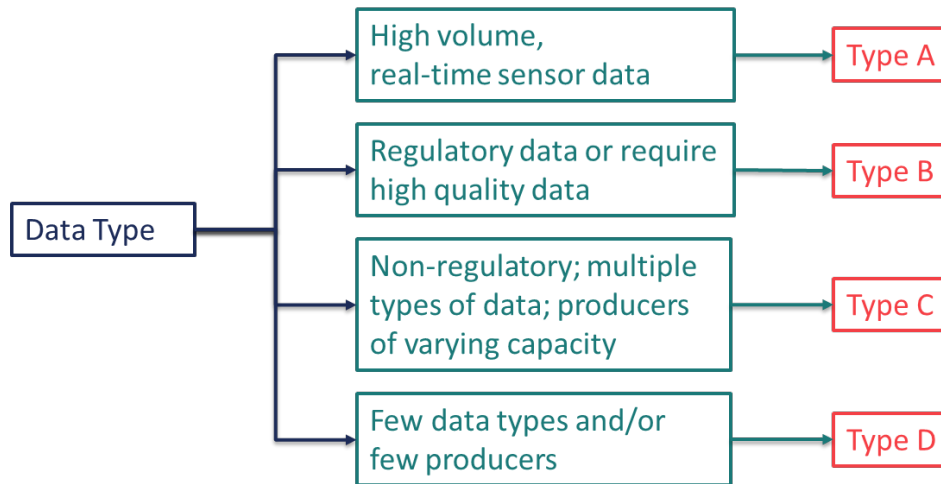 Data Type
High volume,
real-time sensor data
Type A
Regulatory data or require
high quality data
Type B
Non-regulatory; multiple
types of data; producers
of varying capacity
Type C
Few data types and/or
few producers
Type D